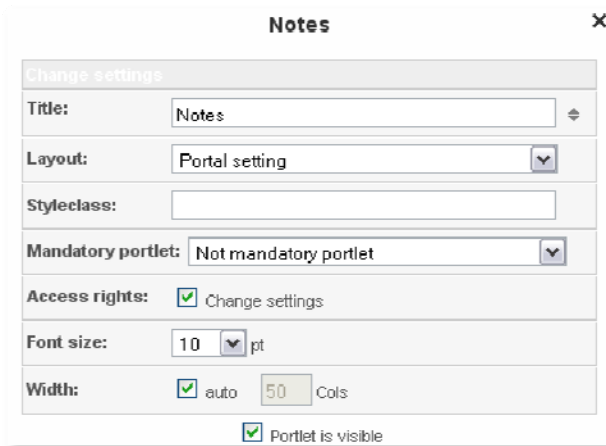 Notes
Change settings
Title: Notes
Layout: Portal setting
Styleclass:
Mandatory portlet: Not mandatory portlet
Access rights: Change settings
Font size: 10 pt
Width: auto 50 Cols
Portlet is visible